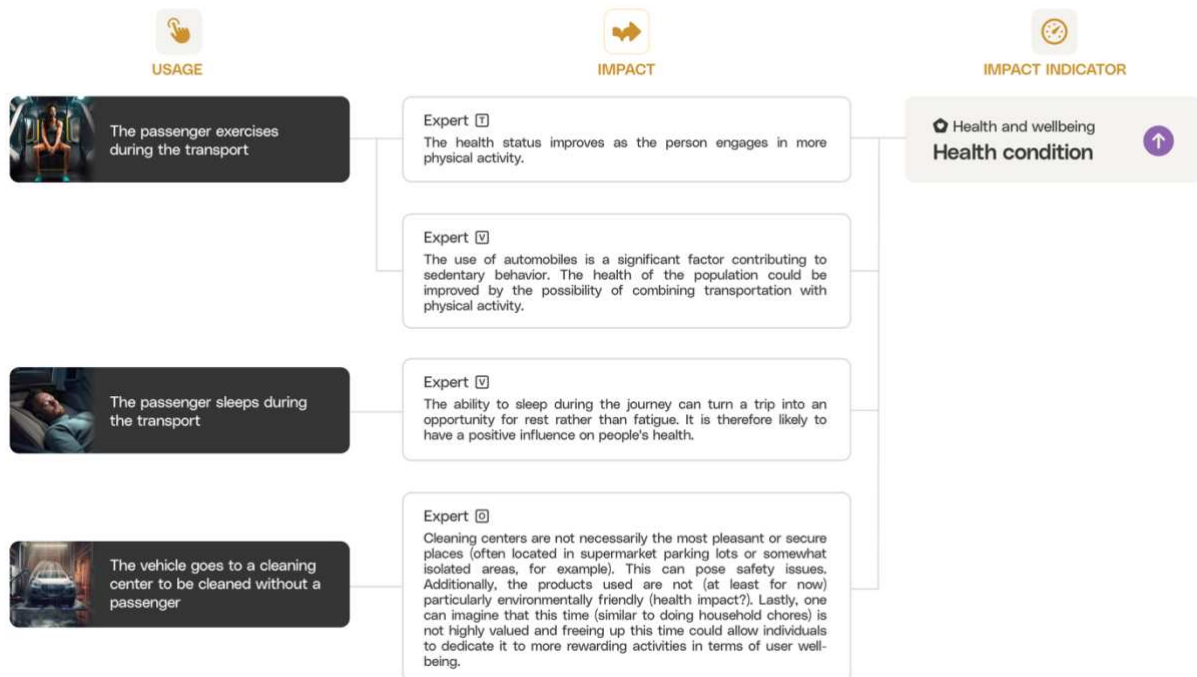 USAGE
IMPACT
IMPACT INDICATOR
The passenger exercises
during the transport
Expert T
The health status improves as the person engages in more
physical activity.
Health and wellbeing
Health condition
Expert V
The use of automobiles is a significant factor contributing to
sedentary behavior. The health of the population could be
improved by the possibility of combining transportation with
physical activity.
The passenger sleeps during
the transport
Expert V
The ability to sleep during the journey can turn a trip into an
opportunity for rest rather than fatigue. It is therefore likely to
have a positive influence on people's health.
The vehicle goes to a cleaning
center to be cleaned without a
passenger
Expert O
Cleaning centers are not necessarily the most pleasant or secure
places (often located in supermarket parking lots or somewhat
isolated areas, for example). This can pose safety issues.
Additionally, the products used are not (at least for now)
particularly environmentally friendly (health impact?). Lastly, one
can imagine that this time (similar to doing household chores) is
not highly valued and freeing up this time could allow individuals
to dedicate it to more rewarding activities in terms of user well-
being.